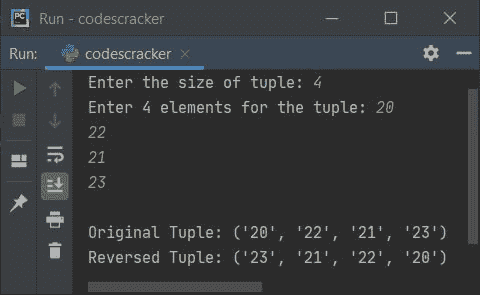 PC Run - codescracker
Run: codescracker
Enter the size of tuple: 4
Enter 4 elements for the tuple: 20
22
21
23
Original Tuple: ('20', '22', '21', '23')
Reversed Tuple: ('23', '21', '22', '20')